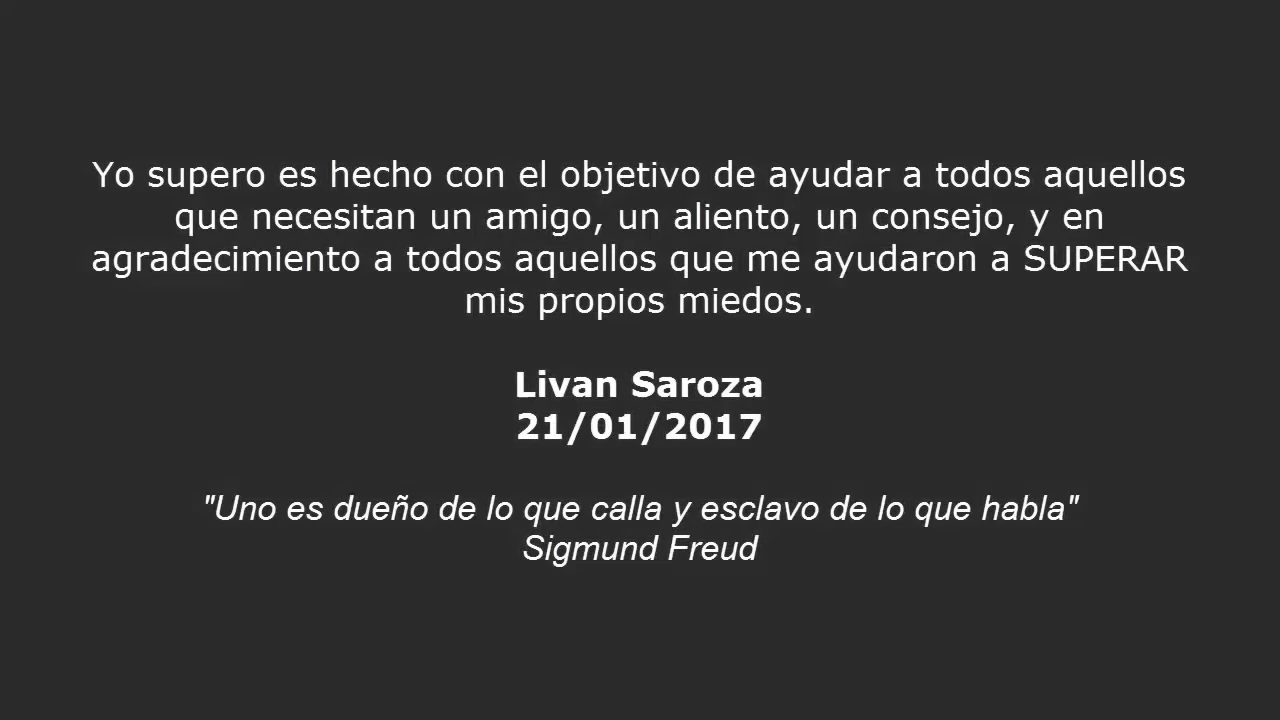 Yo supero es hecho con el objetivo de ayudar a todos aquellos
que necesitan un amigo, un aliento, un consejo, y en
agradecimiento a todos aquellos que me ayudaron a SUPERAR
mis propios miedos.
Livan Saroza
21/01/2017
"Uno es dueño de lo que calla y esclavo de lo que habla"
Sigmund Freud